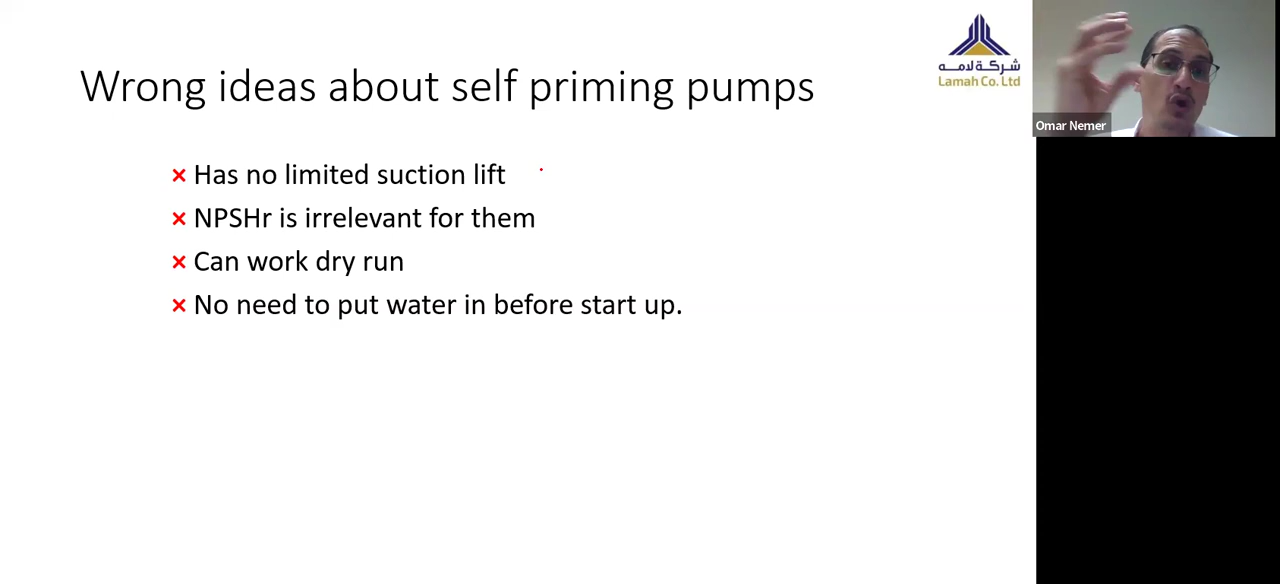 Wrong ideas about self priming pumps
× Has no limited suction lift
× NPSHr is irrelevant for them
× Can work dry run
× No need to put water in before start up.
شركة لامه
Lamah Co. Ltd
Omar Nemer